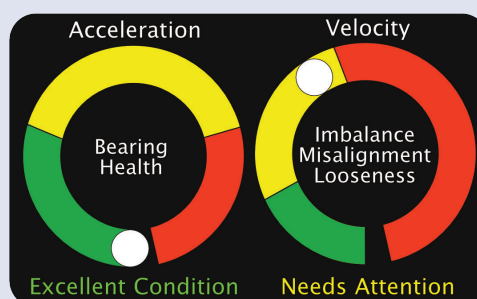 Acceleration
Bearing
Health
Excellent Condition
Velocity
Imbalance
Misalignment
Looseness
Needs Attention